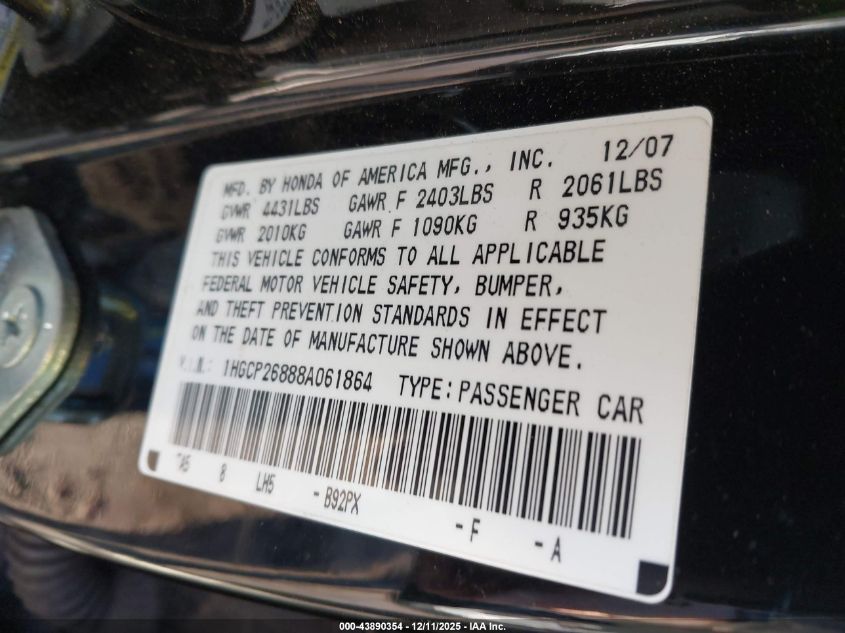 MFD. BY HONDA OF AMERICA MFG., INC. 12/07
GVWR 4431LBS GAWR F 2403LBS R 2061LBS
GVWR 2010KG GAWR F 1090KG R 935KG
THIS VEHICLE CONFORMS TO ALL APPLICABLE
FEDERAL MOTOR VEHICLE SAFETY, BUMPER,
AND THEFT PREVENTION STANDARDS IN EFFECT
ON THE DATE OF MANUFACTURE SHOWN ABOVE.
V.I.N.: 1HGCP26888A061864 TYPE:PASSENGER CAR
TA5 8 LH5 - B92PX - F - A
000-43890354 - 12/11/2025 - IAA Inc.